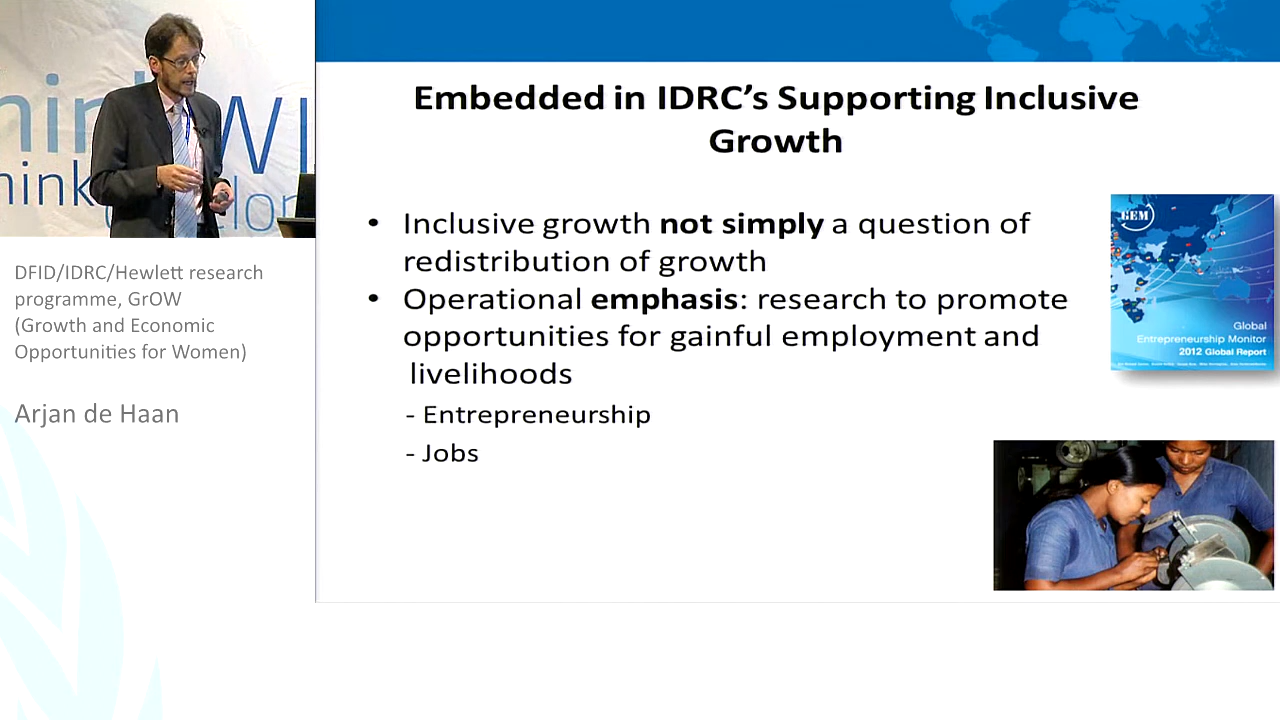 DFID/IDRC/Hewlett research
programme, GrOW
(Growth and Economic
Opportunities for Women)
Arjan de Haan
Embedded in IDRC's Supporting Inclusive
Growth
• Inclusive growth not simply a question of
redistribution of growth
• Operational emphasis: research to promote
opportunities for gainful employment and
livelihoods
- Entrepreneurship
- Jobs
GEM
Global
Entrepreneurship Monitor
2012 Global Report